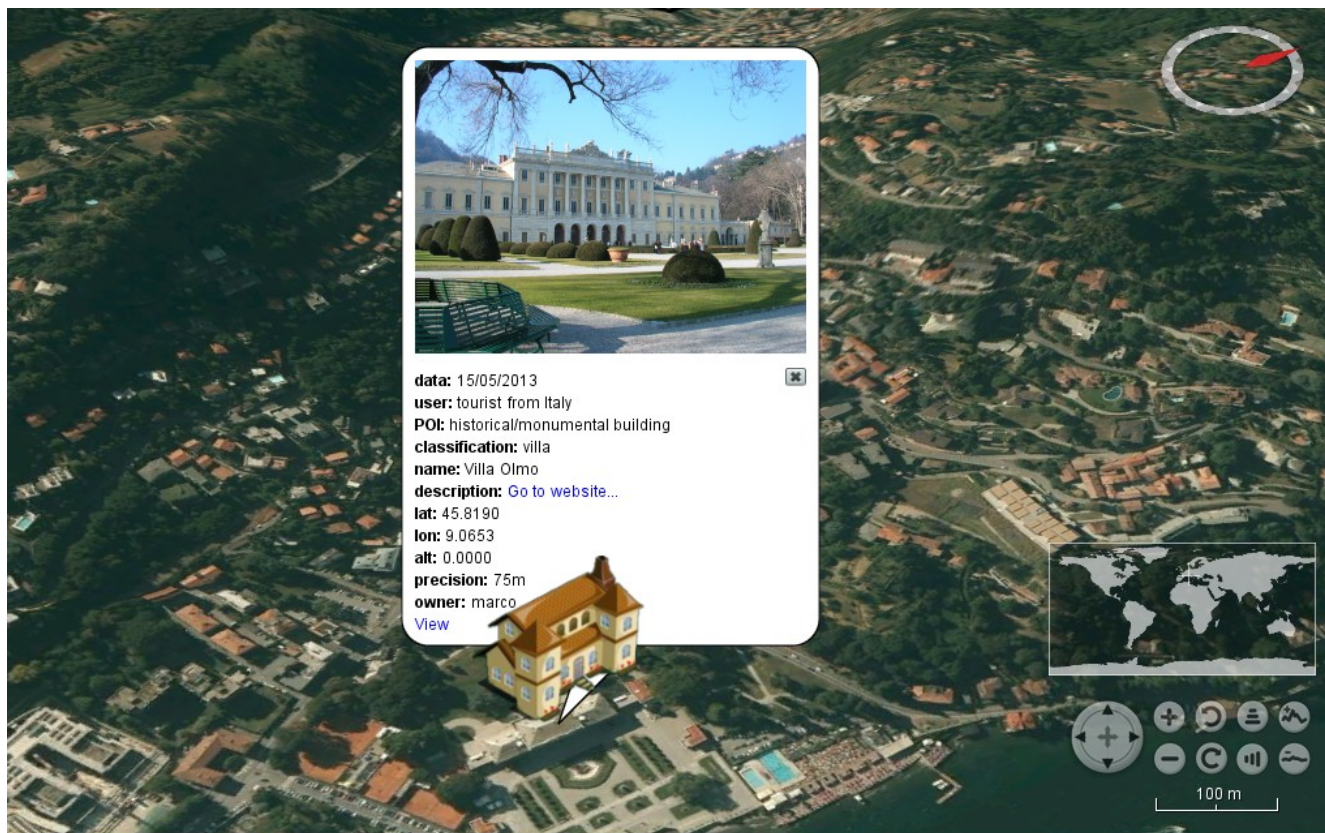 data: 15/05/2013
user: tourist from Italy
POI: historical/monumental building
classification: villa
name: Villa Olmo
description: Go to website...
lat: 45.8190
lon: 9.0653
alt: 0.0000
precision: 75m
owner: marco
View
100 m